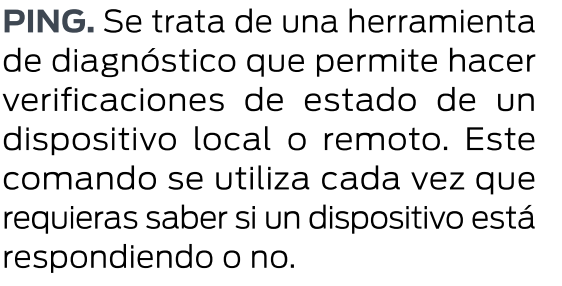 PING. Se trata de una herramienta
de diagnóstico que permite hacer
verificaciones de estado de un
dispositivo local o remoto. Este
comando se utiliza cada vez que
requieras saber si un dispositivo está
respondiendo o no.